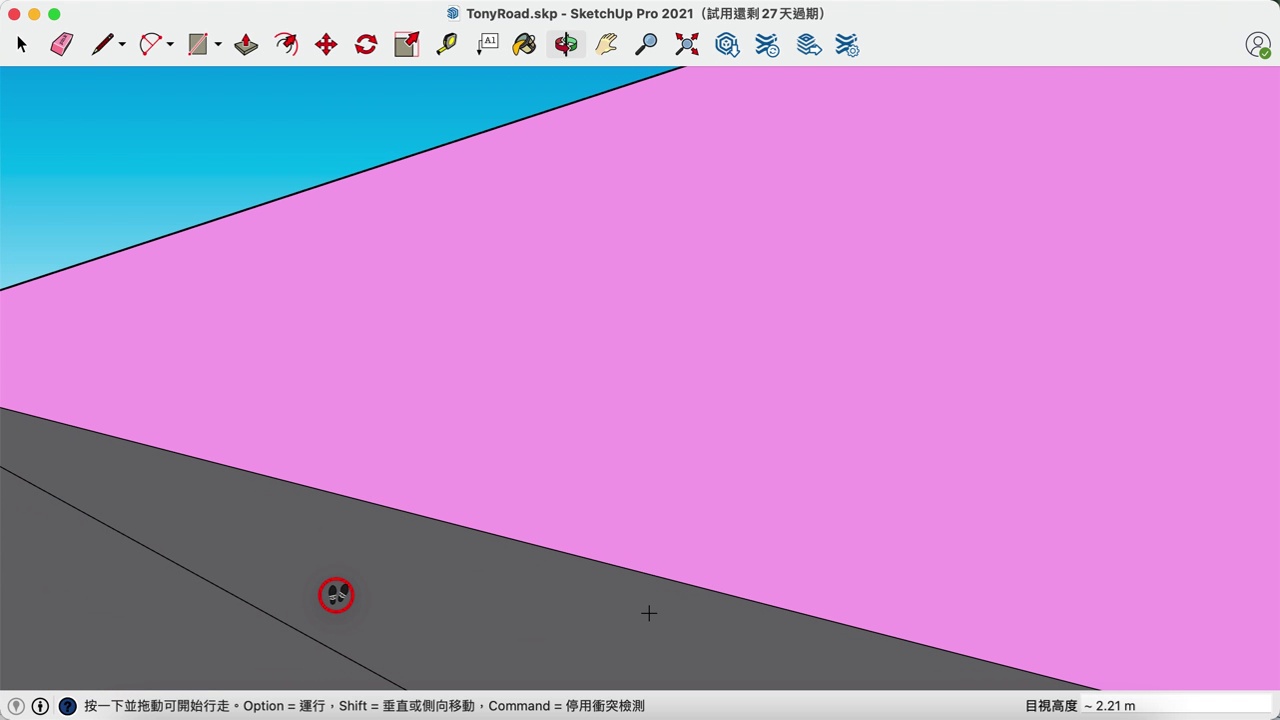 TonyRoad.skp - SketchUp Pro 2021（試用還剩 27 天過期）
A1
?
按一下並拖動可開始行走。Option = 運行，Shift = 垂直或側向移動，Command = 停用衝突檢測
目視高度 ~ 2.21 m